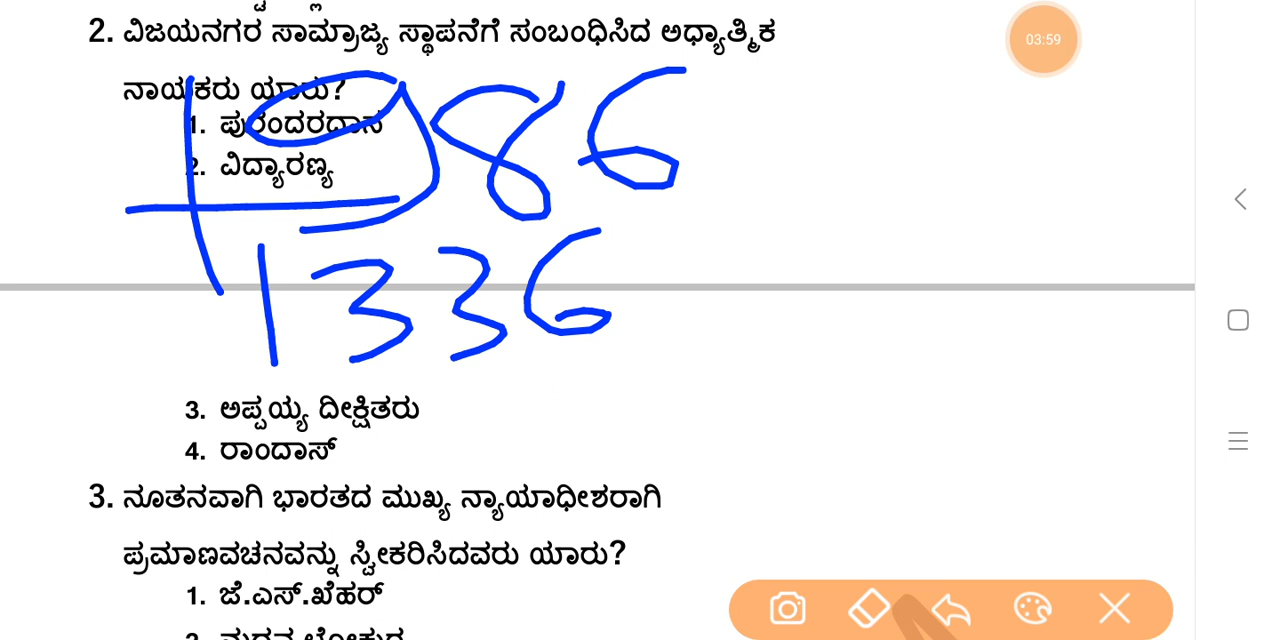 2. ವಿಜಯನಗರ ಸಾಮ್ರಾಜ್ಯ ಸ್ಥಾಪನೆಗೆ ಸಂಬಂಧಿಸಿದ ಅಧ್ಯಾತ್ಮಿಕ
03:59
ನಾಯಕರು ಯಾರು?
1. ಪುರಂದರದಾಸ
1986
2. ವಿದ್ಯಾರಣ್ಯ
1336
3. ಅಪ್ಪಯ್ಯ ದೀಕ್ಷಿತರು
4. ರಾಂದಾಸ್
3. ನೂತನವಾಗಿ ಭಾರತದ ಮುಖ್ಯ ನ್ಯಾಯಾಧೀಶರಾಗಿ
ಪ್ರಮಾಣವಚನವನ್ನು ಸ್ವೀಕರಿಸಿದವರು ಯಾರು?
1. ಜೆ.ಎಸ್.ಖೆಹರ್